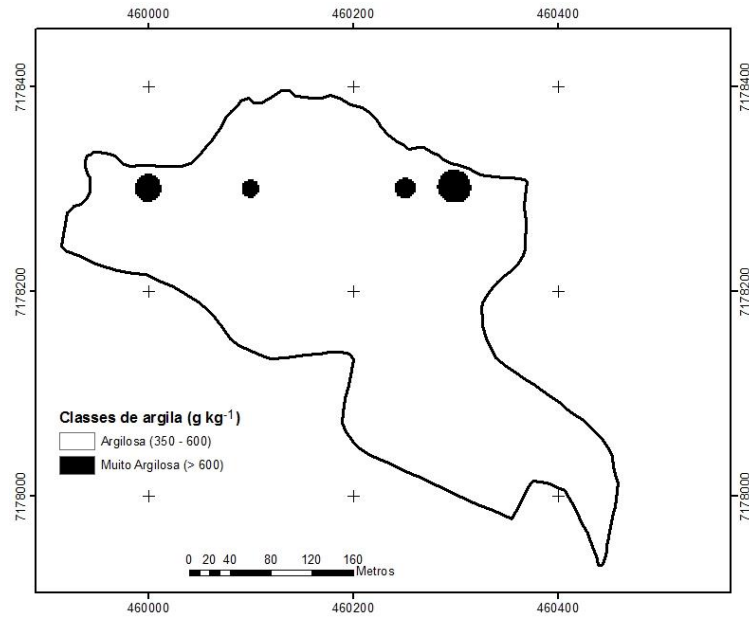 460000 460200 460400
7178400 7178400
7178200 7178200
Classes de argila (g kg-1)
Argilosa (350 - 600)
Muito Argilosa (> 600)
7178000 7178000
0 20 40 80 120 160
Metros
460000 460200 460400